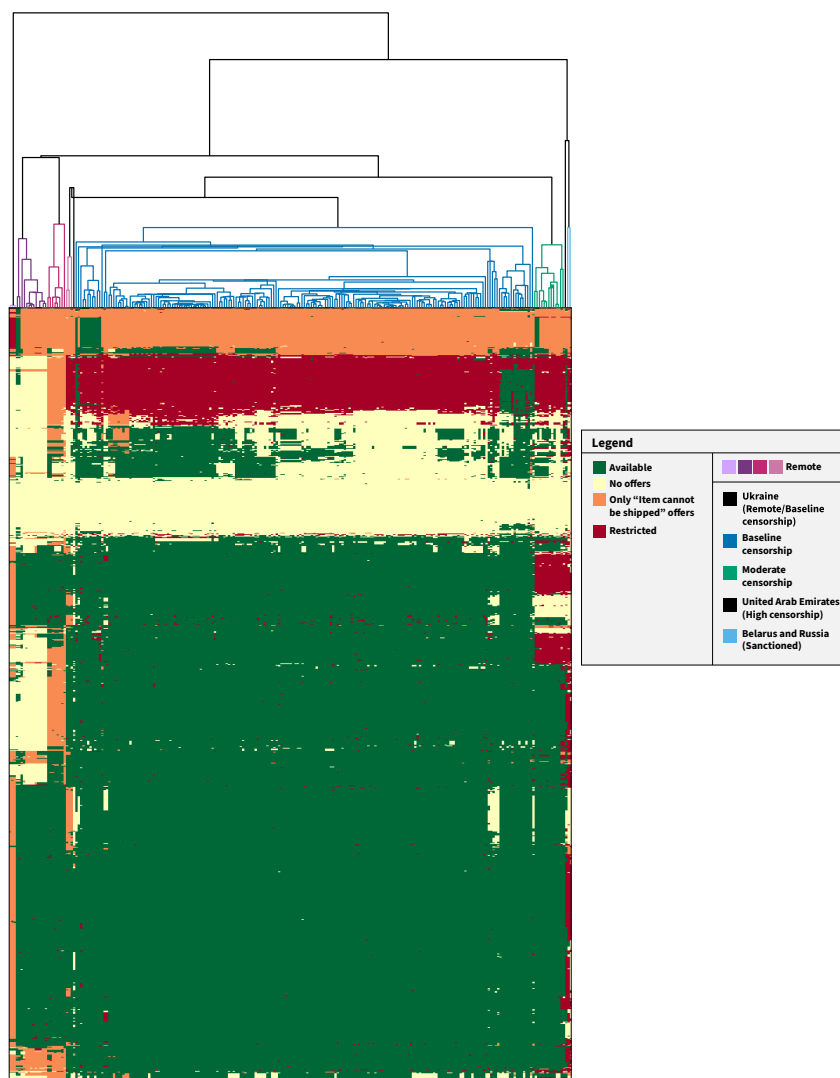 Legend
Available
No offers
Only “Item cannot
be shipped” offers
Restricted
Remote
Ukraine
(Remote/Baseline
censorship)
Baseline
censorship
Moderate
censorship
United Arab Emirates
(High censorship)
Belarus and Russia
(Sanctioned)